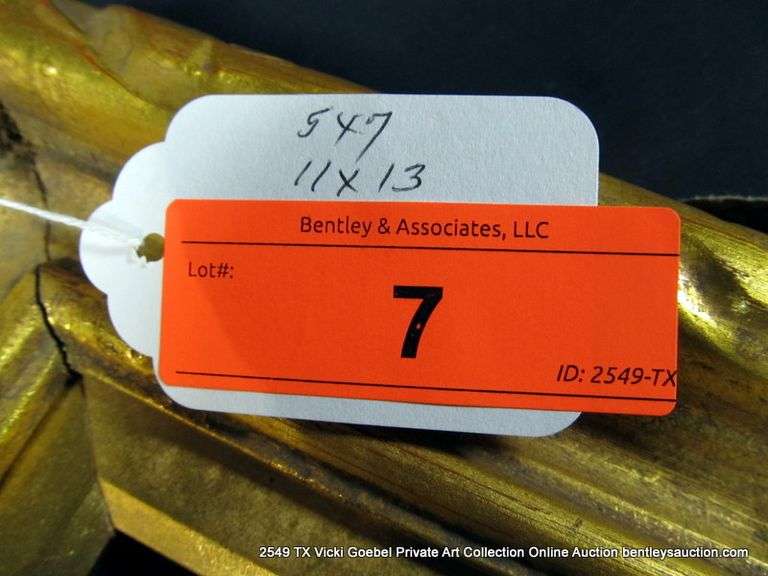 5x7
11x13
Bentley & Associates, LLC
Lot#:
7
ID: 2549-TX
2549 TX Vicki Goebel Private Art Collection Online Auction bentleysauction.com